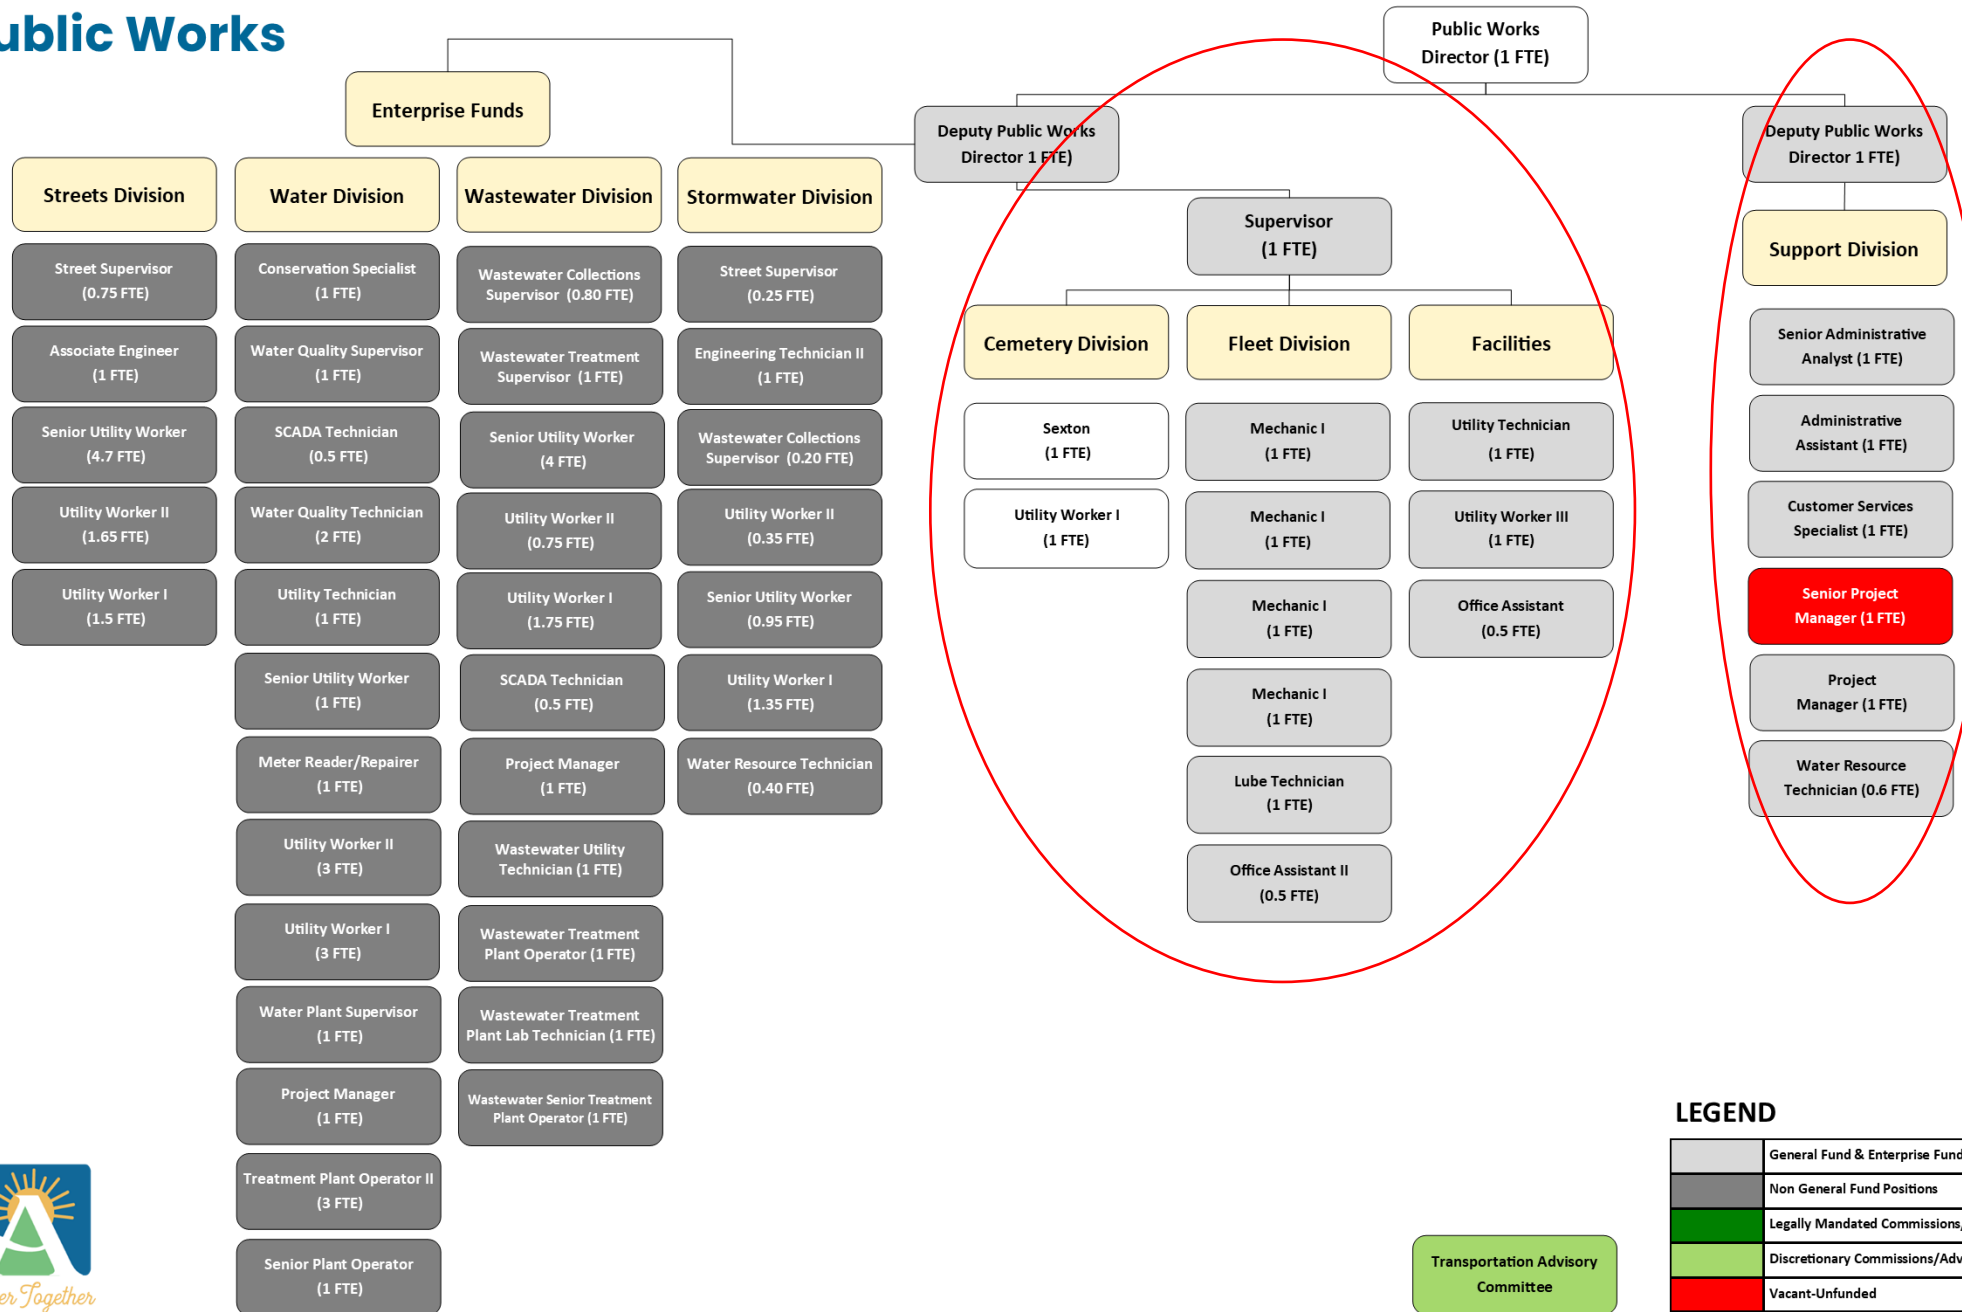 ublic Works
Public Works
Director (1 FTE)
Enterprise Funds
Deputy Public Works
Director 1 FTE)
Deputy Public Works
Director 1 FTE)
Streets Division
Street Supervisor
(0.75 FTE)
Associate Engineer
(1 FTE)
Senior Utility Worker
(4.7 FTE)
Utility Worker II
(1.65 FTE)
Utility Worker I
(1.5 FTE)
Water Division
Conservation Specialist
(1 FTE)
Water Quality Supervisor
(1 FTE)
SCADA Technician
(0.5 FTE)
Water Quality Technician
(2 FTE)
Utility Technician
(1 FTE)
Senior Utility Worker
(1 FTE)
Meter Reader/Repairer
(1 FTE)
Utility Worker II
(3 FTE)
Utility Worker I
(3 FTE)
Water Plant Supervisor
(1 FTE)
Project Manager
(1 FTE)
Treatment Plant Operator II
(3 FTE)
Senior Plant Operator
(1 FTE)
Wastewater Division
Wastewater Collections
Supervisor (0.80 FTE)
Wastewater Treatment
Supervisor (1 FTE)
Senior Utility Worker
(4 FTE)
Utility Worker II
(0.75 FTE)
Utility Worker I
(1.75 FTE)
SCADA Technician
(0.5 FTE)
Project Manager
(1 FTE)
Wastewater Utility
Technician (1 FTE)
Wastewater Treatment
Plant Operator (1 FTE)
Wastewater Treatment
Plant Lab Technician (1 FTE)
Wastewater Senior Treatment
Plant Operator (1 FTE)
Stormwater Division
Street Supervisor
(0.25 FTE)
Engineering Technician II
(1 FTE)
Wastewater Collections
Supervisor (0.20 FTE)
Utility Worker II
(0.35 FTE)
Senior Utility Worker
(0.95 FTE)
Utility Worker I
(1.35 FTE)
Water Resource Technician
(0.40 FTE)
Supervisor
(1 FTE)
Cemetery Division
Sexton
(1 FTE)
Utility Worker I
(1 FTE)
Fleet Division
Mechanic I
(1 FTE)
Mechanic I
(1 FTE)
Mechanic I
(1 FTE)
Mechanic I
(1 FTE)
Lube Technician
(1 FTE)
Office Assistant II
(0.5 FTE)
Facilities
Utility Technician
(1 FTE)
Utility Worker III
(1 FTE)
Office Assistant
(0.5 FTE)
Support Division
Senior Administrative
Analyst (1 FTE)
Administrative
Assistant (1 FTE)
Customer Services
Specialist (1 FTE)
Senior Project
Manager (1 FTE)
Project
Manager (1 FTE)
Water Resource
Technician (0.6 FTE)
Transportation Advisory
Committee
LEGEND
General Fund & Enterprise Fund
Non General Fund Positions
Legally Mandated Commissions/
Discretionary Commissions/Adv
Vacant-Unfunded
A
er Together